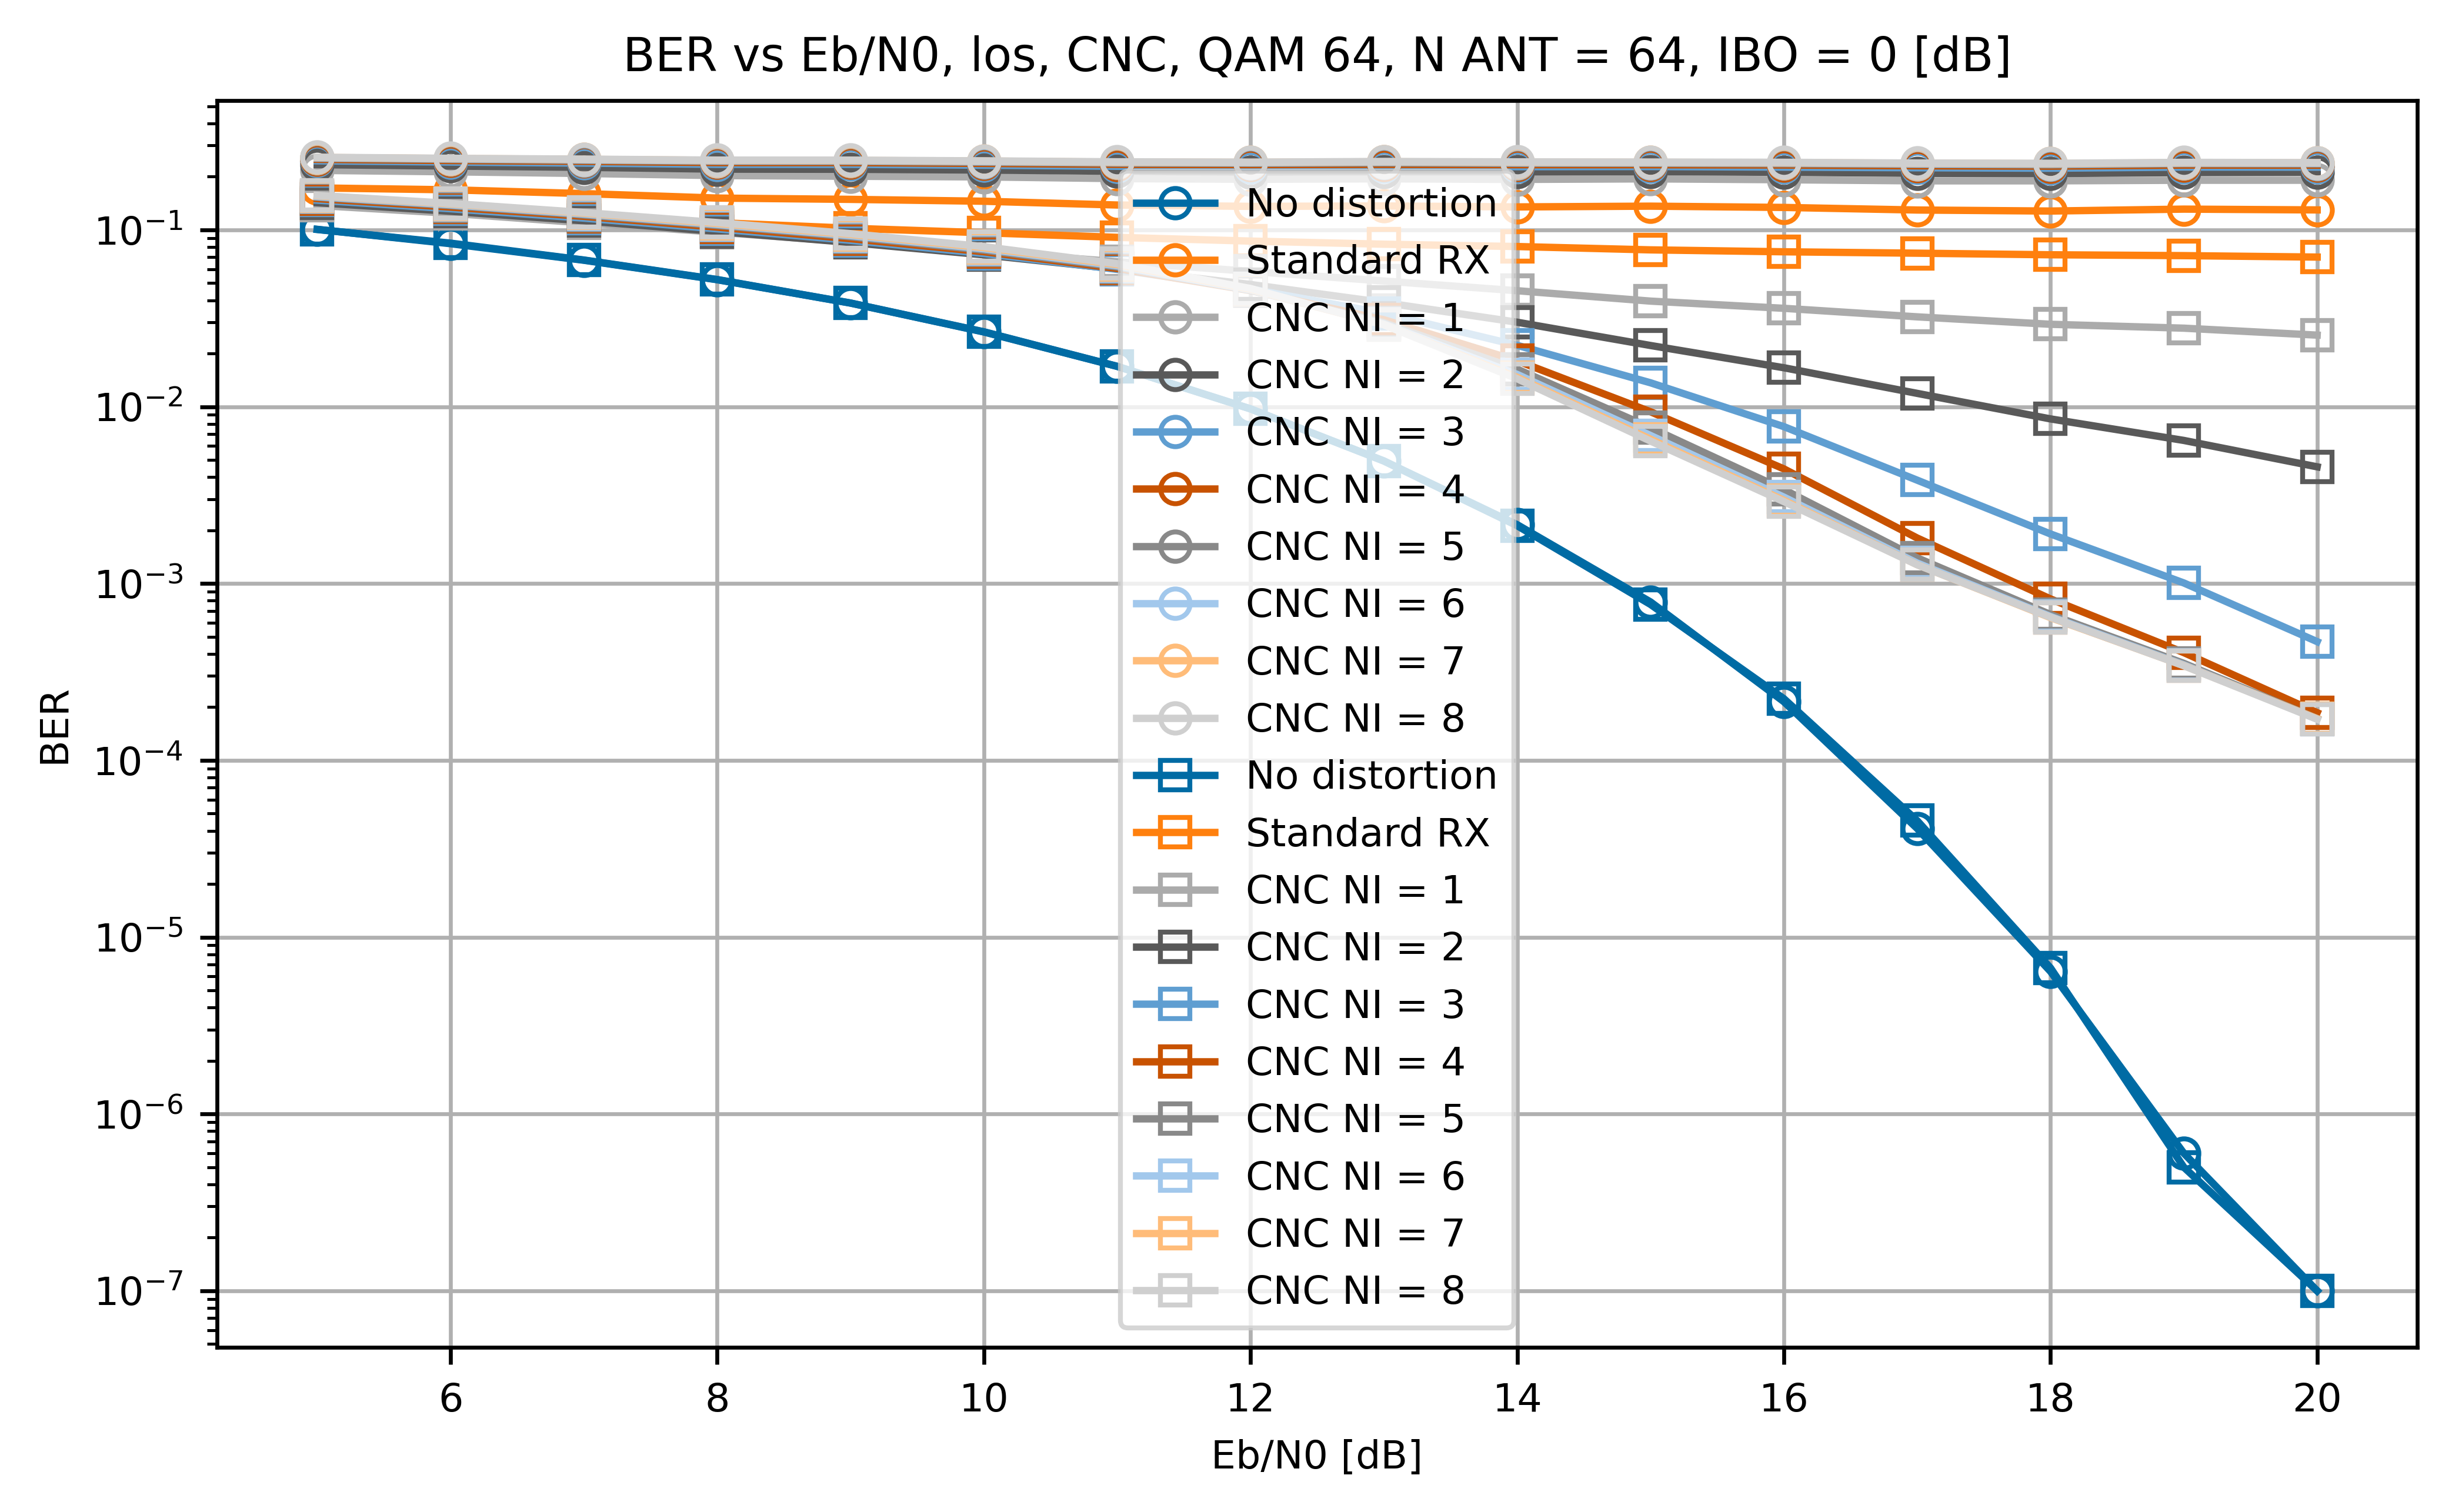 BER vs Eb/N0, los, CNC, QAM 64, N ANT = 64, IBO = 0 [dB]
BER
10⁻¹
10⁻²
10⁻³
10⁻⁴
10⁻⁵
10⁻⁶
10⁻⁷
No distortion
Standard RX
CNC NI = 1
CNC NI = 2
CNC NI = 3
CNC NI = 4
CNC NI = 5
CNC NI = 6
CNC NI = 7
CNC NI = 8
No distortion
Standard RX
CNC NI = 1
CNC NI = 2
CNC NI = 3
CNC NI = 4
CNC NI = 5
CNC NI = 6
CNC NI = 7
CNC NI = 8
6 8 10 12 14 16 18 20
Eb/N0 [dB]